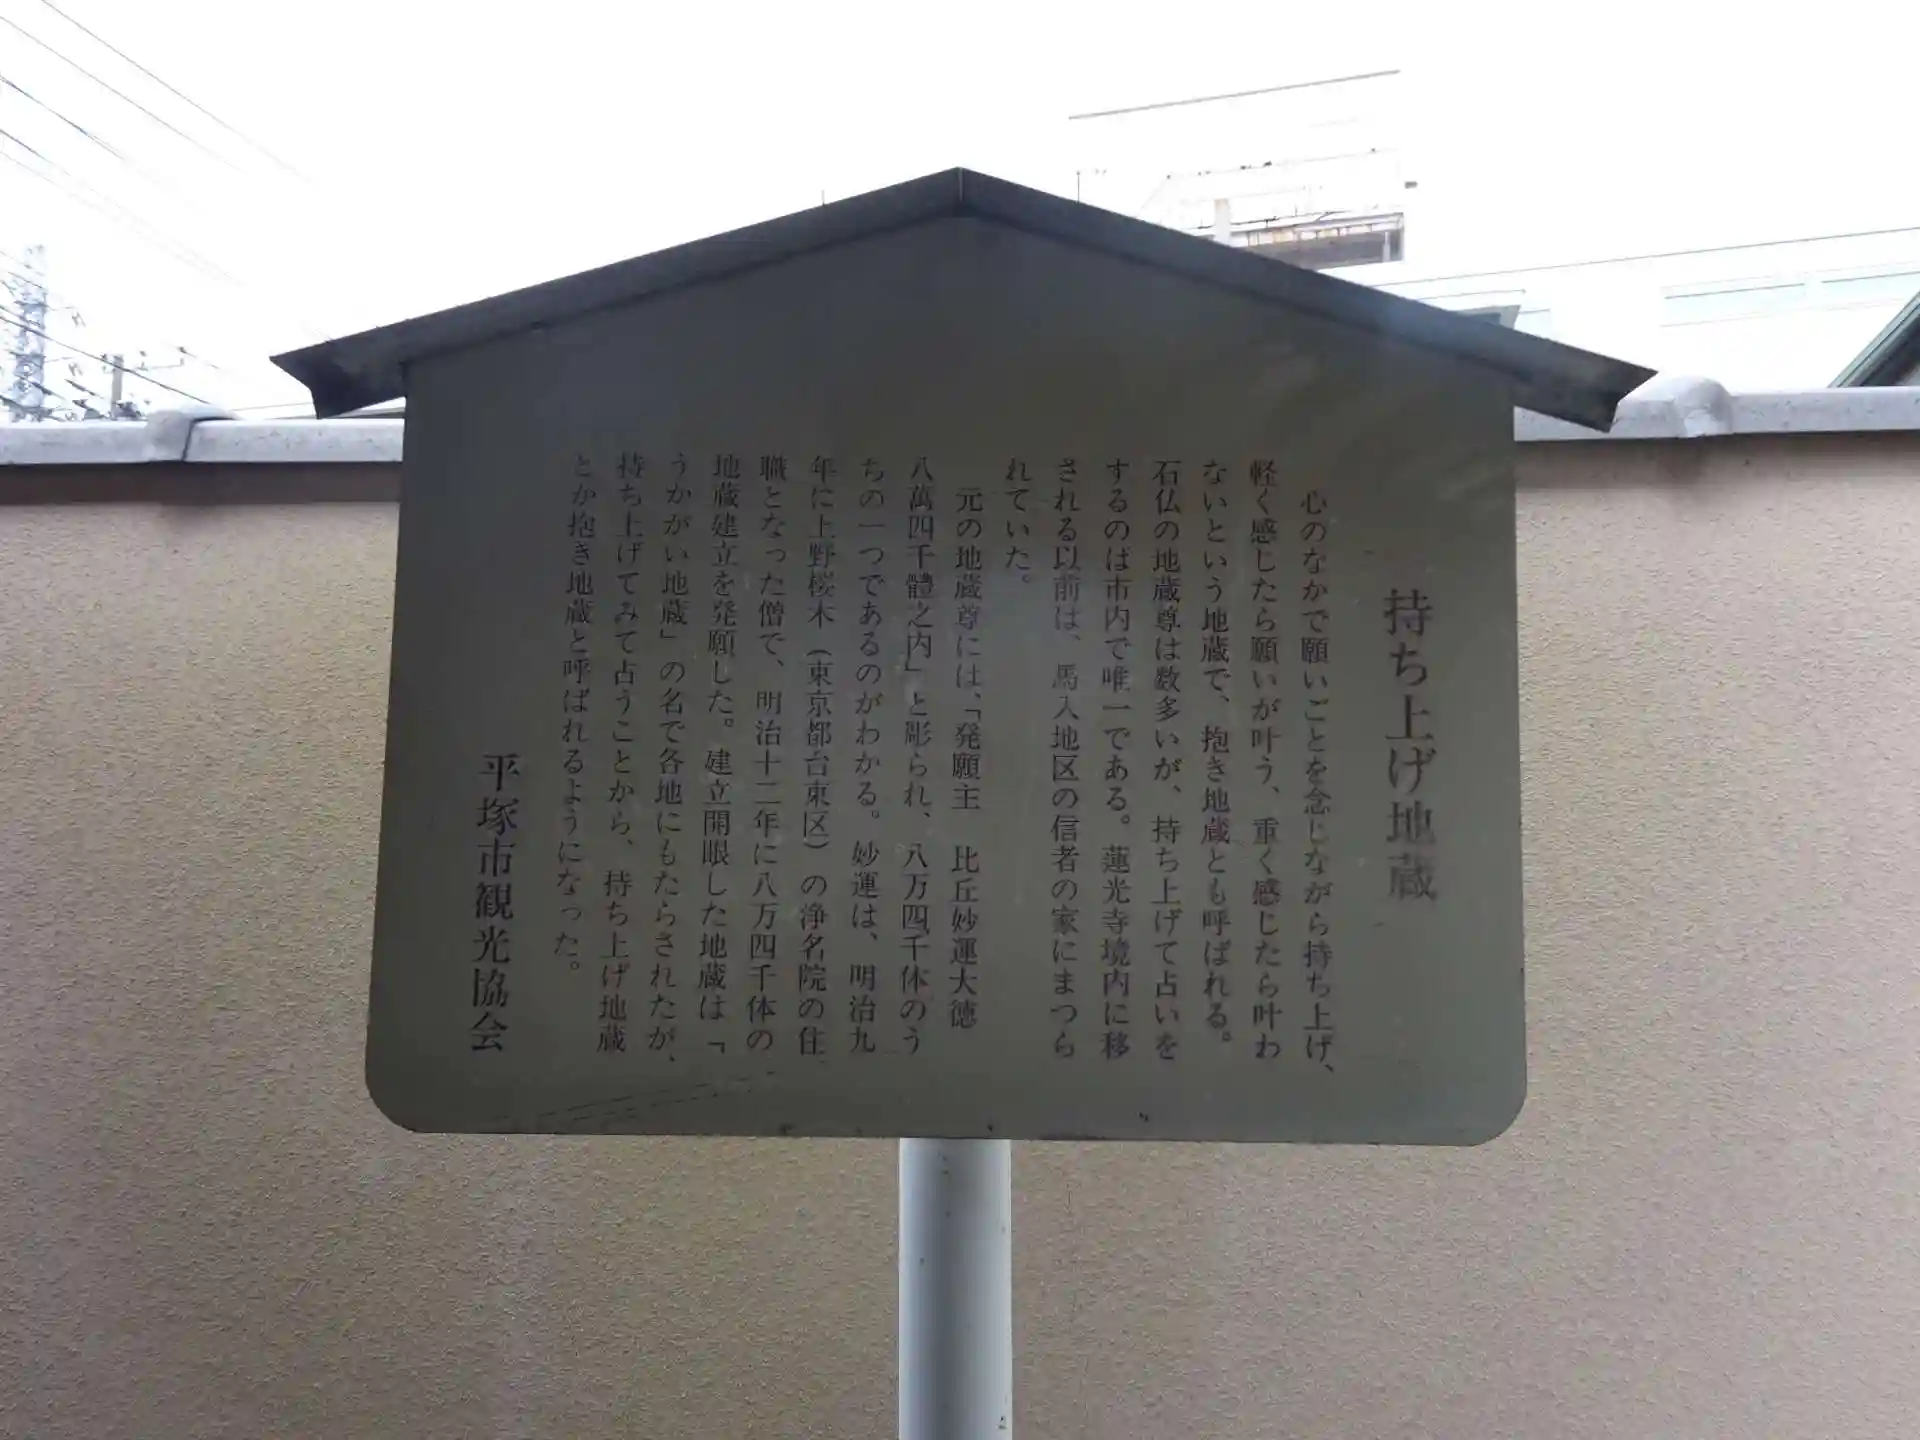 持ち上げ地蔵
心のなかで願いごとを念じながら持ち上げ、
軽く感じたら願いが叶う、重く感じたら叶わ
ないという地蔵で、抱き地蔵とも呼ばれる。
石仏の地蔵尊は数多いが、持ち上げて占いを
するのは市内で唯一である。蓮光寺境内に移
される以前は、馬入地区の信者の家にまつら
れていた。
元の地蔵尊には、「発願主 比丘妙運大徳
八萬四千體之内」と彫られ、八万四千体のう
ちの一つであるのがわかる。妙運は、明治九
年に上野桜木（東京都台東区）の浄名院の住
職となった僧で、明治十二年に八万四千体の
地蔵建立を発願した。建立開眼した地蔵は「
うかがい地蔵」の名で各地にもたらされたが、
持ち上げてみて占うことから、持ち上げ地蔵
とか抱き地蔵と呼ばれるようになった。
平塚市観光協会